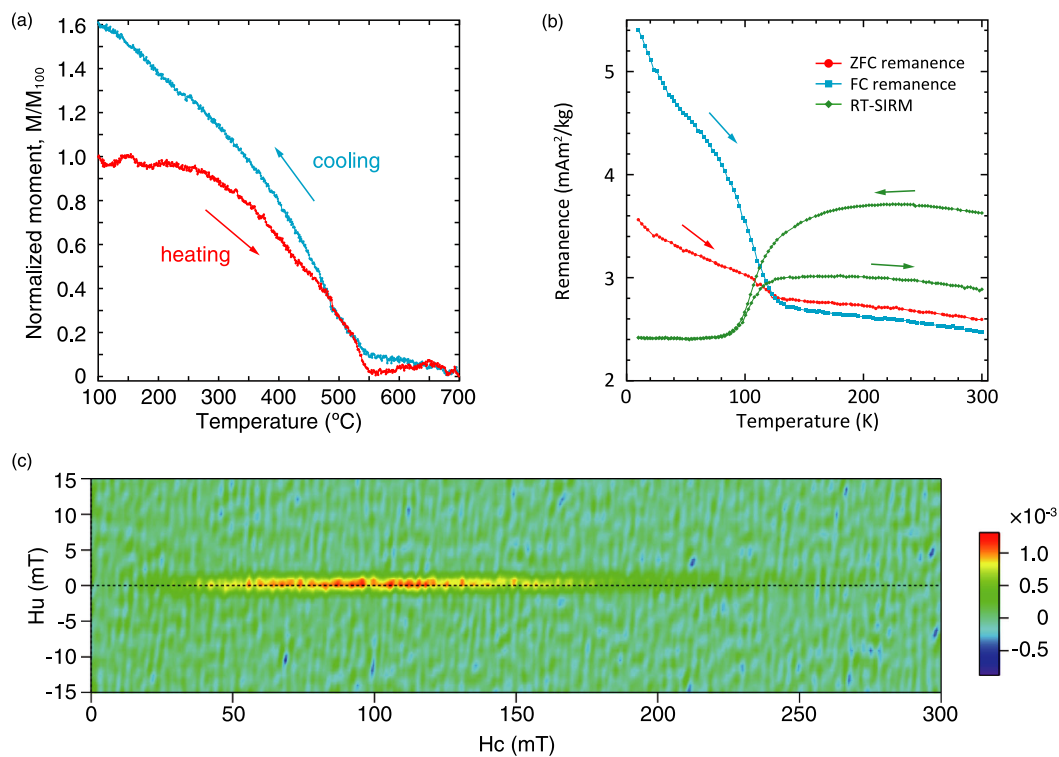 (a)
Normalized moment, M/M100
1.6
1.4
1.2
1.0
0.8
0.6
0.4
0.2
0
cooling
heating
100 200 300 400 500 600 700
Temperature (ºC)
(b)
Remanence (mAm²/kg)
5
4
3
2
ZFC remanence
FC remanence
RT-SIRM
0 100 200 300
Temperature (K)
(c)
Hu (mT)
15
10
5
0
-5
-10
-15
0 50 100 150 200 250 300
Hc (mT)
×10⁻³
1.0
0.5
0
-0.5